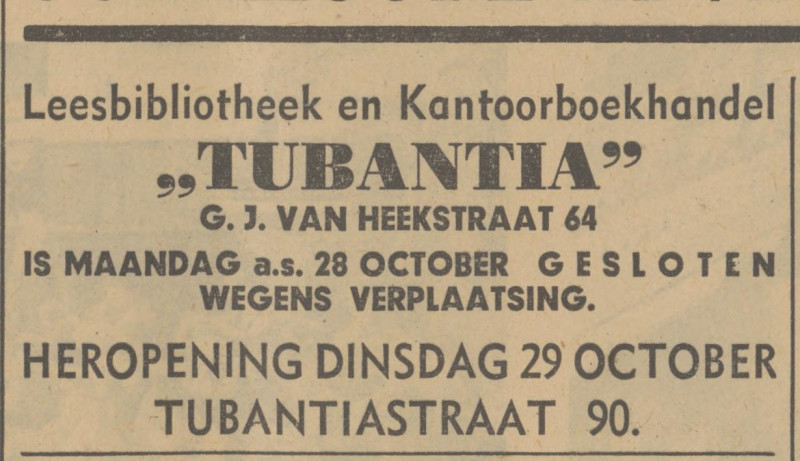 Leesbibliotheek en Kantoorboekhandel
„TUBANTIA”
G. J. VAN HEEKSTRAAT 64
IS MAANDAG a.s. 28 OCTOBER GESLOTEN
WEGENS VERPLAATSING.
HEROPENING DINSDAG 29 OCTOBER
TUBANTIASTRAAT 90.